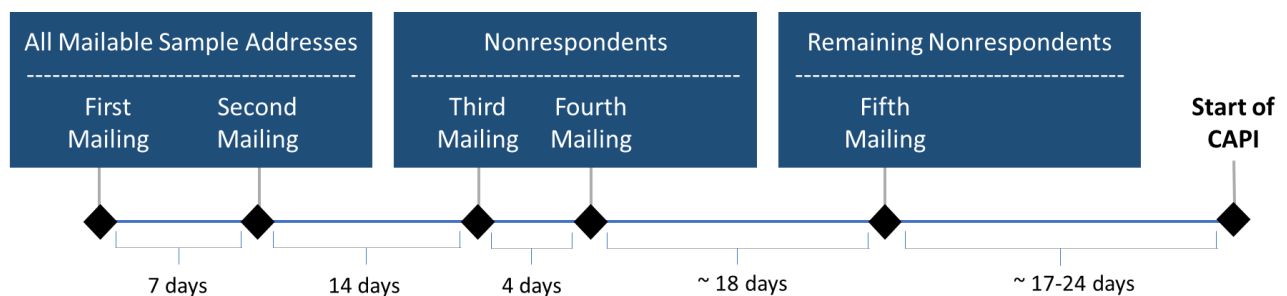 All Mailable Sample Addresses
First
Mailing
Second
Mailing
Nonrespondents
Third
Mailing
Fourth
Mailing
Remaining Nonrespondents
Fifth
Mailing
Start of
CAPI
7 days
14 days
4 days
~ 18 days
~ 17-24 days